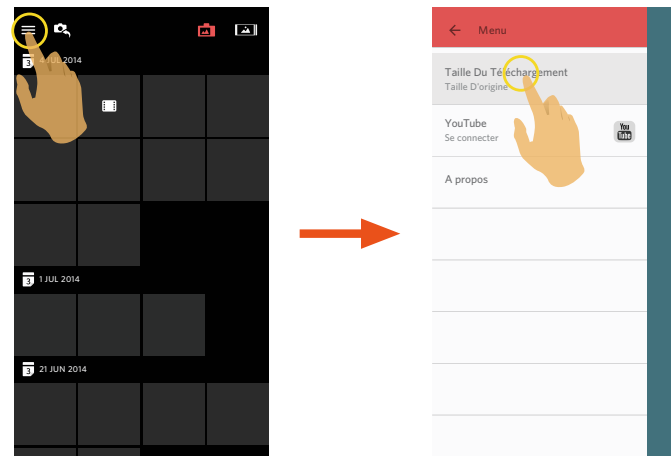 3 4 JUL 2014
3 1 JUL 2014
3 21 JUN 2014
Menu
Taille Du Téléchargement
Taille D'origine
YouTube
Se connecter
You
Tube
A propos